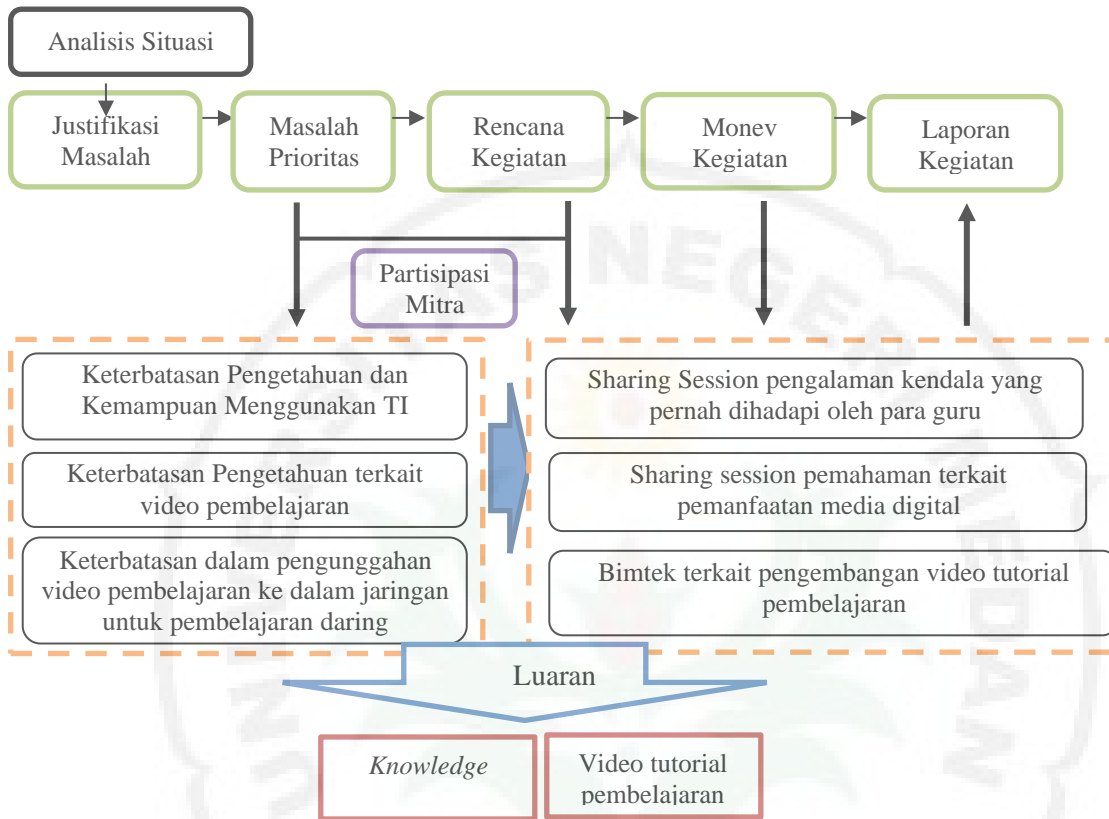 Analisis Situasi
Justifikasi
Masalah
Masalah
Prioritas
Rencana
Kegiatan
Monev
Kegiatan
Laporan
Kegiatan
Partisipasi
Mitra
Keterbatasan Pengetahuan dan
Kemampuan Menggunakan TI
Keterbatasan Pengetahuan terkait
video pembelajaran
Keterbatasan dalam pengunggahan
video pembelajaran ke dalam jaringan
untuk pembelajaran daring
Sharing Session pengalaman kendala yang
pernah dihadapi oleh para guru
Sharing session pemahaman terkait
pemanfaatan media digital
Bimtek terkait pengembangan video tutorial
pembelajaran
Luaran
Knowledge
Video tutorial
pembelajaran
UNIVERSITAS NEGERI MEDAN